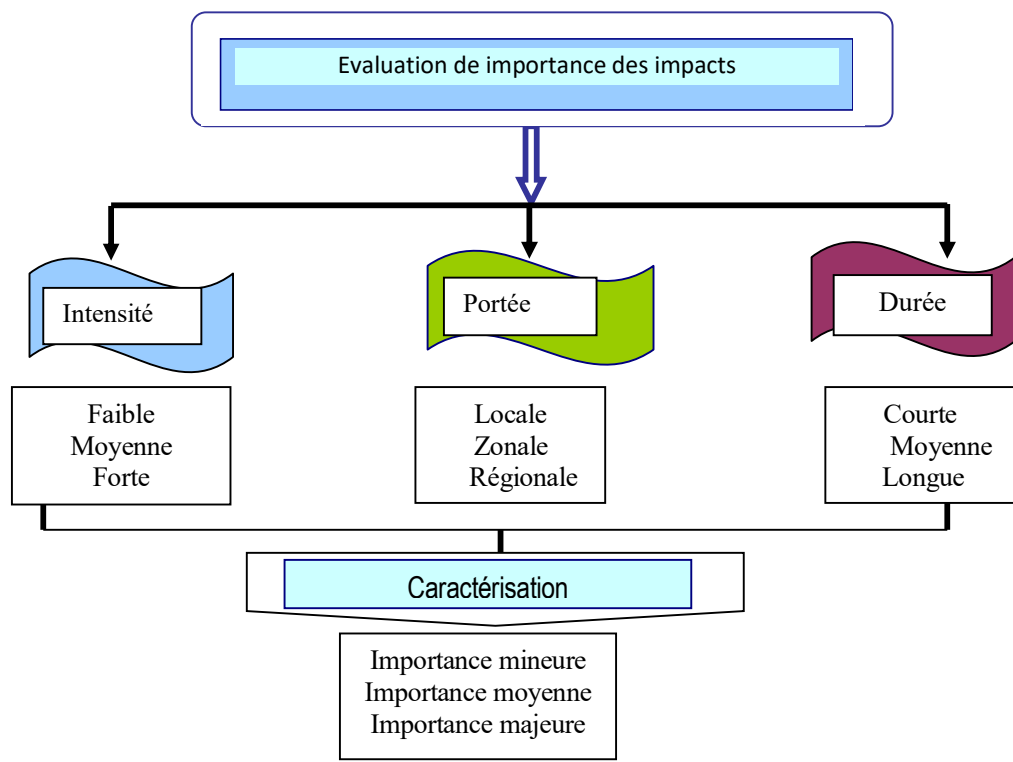 Evaluation de importance des impacts
Intensité
Portée
Durée
Faible
Moyenne
Forte
Locale
Zonale
Régionale
Courte
Moyenne
Longue
Caractérisation
Importance mineure
Importance moyenne
Importance majeure